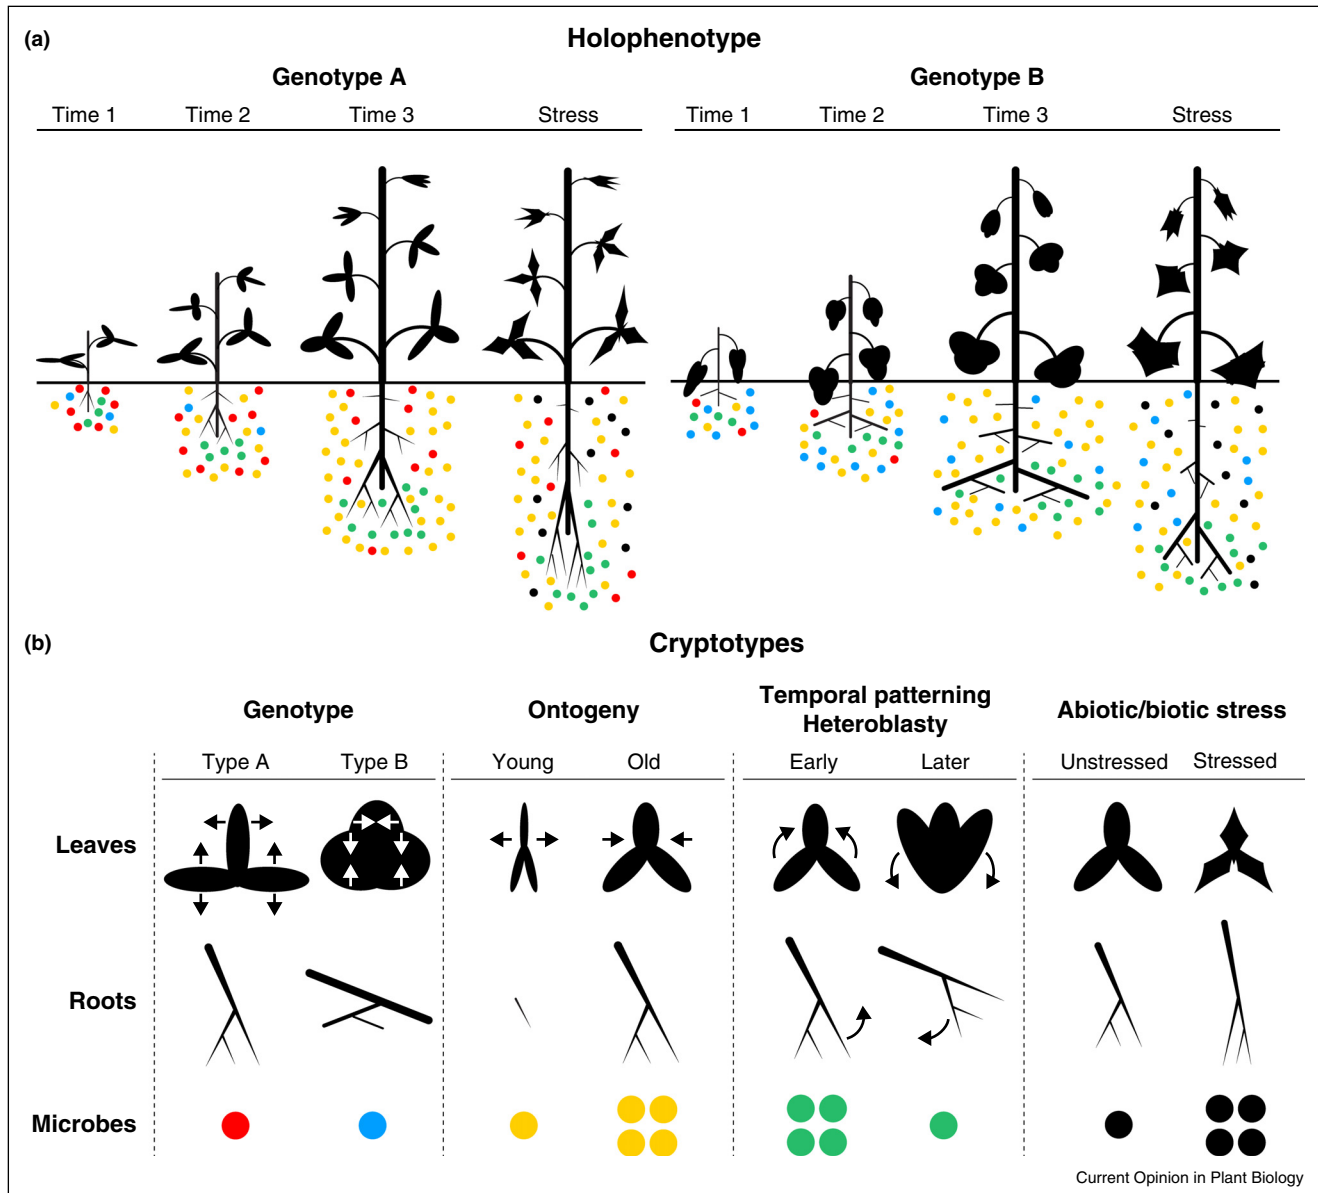 (a)
Holophenotype
Genotype A
Genotype B
Time 1 Time 2 Time 3 Stress
Time 1 Time 2 Time 3 Stress
(b)
Cryptotypes
Genotype
Ontogeny
Temporal patterning
Heteroblasty
Abiotic/biotic stress
Type A Type B Young Old Early Later Unstressed Stressed
Leaves
Roots
Microbes
Current Opinion in Plant Biology